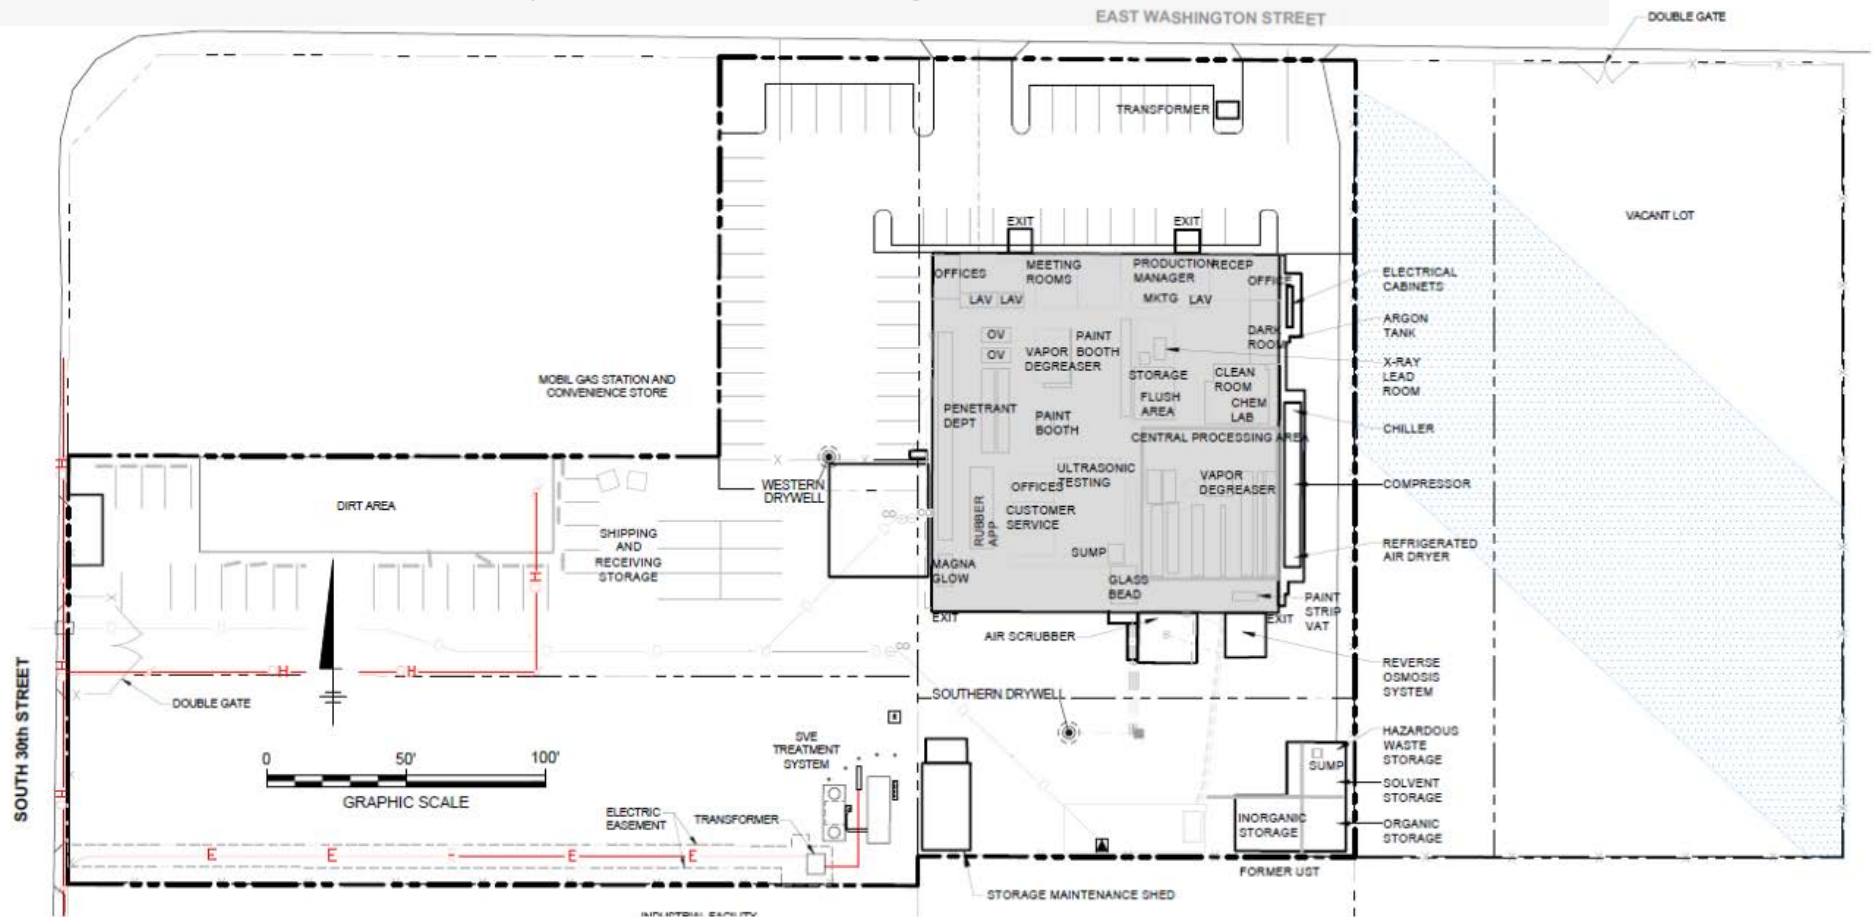 EAST WASHINGTON STREET
DOUBLE GATE
TRANSFORMER
VACANT LOT
EXIT
EXIT
OFFICES
MEETING
ROOMS
PRODUCTION
MANAGER
RECEP
OFFICE
LAV
LAV
MKTG
LAV
ELECTRICAL
CABINETS
OV
OV
VAPOR
DEGREASER
PAINT
BOOTH
DARK
ROOM
ARGON
TANK
STORAGE
CLEAN
ROOM
X-RAY
LEAD
ROOM
MOBIL GAS STATION AND
CONVENIENCE STORE
PENETRANT
DEPT
PAINT
BOOTH
FLUSH
AREA
CHEM
LAB
CHILLER
CENTRAL PROCESSING AREA
ULTRASONIC
TESTING
VAPOR
DEGREASER
COMPRESSOR
WESTERN
DRYWELL
OFFICES
CUSTOMER
SERVICE
RUBBER
APP
DIRT AREA
SHIPPING
AND
RECEIVING
STORAGE
CO
CO
H
H
SUMP
REFRIGERATED
AIR DRYER
MAGNA
GLOW
GLASS
BEAD
PAINT
STRIP
VAT
EXIT
EXIT
AIR SCRUBBER
CO
REVERSE
OSMOSIS
SYSTEM
H
H
H
SOUTH 30th STREET
DOUBLE GATE
SOUTHERN DRYWELL
SVE
TREATMENT
SYSTEM
HAZARDOUS
WASTE
STORAGE
SUMP
SOLVENT
STORAGE
0 50' 100'
GRAPHIC SCALE
H
ELECTRIC
EASEMENT
TRANSFORMER
INORGANIC
STORAGE
ORGANIC
STORAGE
E E E E
FORMER UST
STORAGE MAINTENANCE SHED
INDUSTRIAL FACILITY